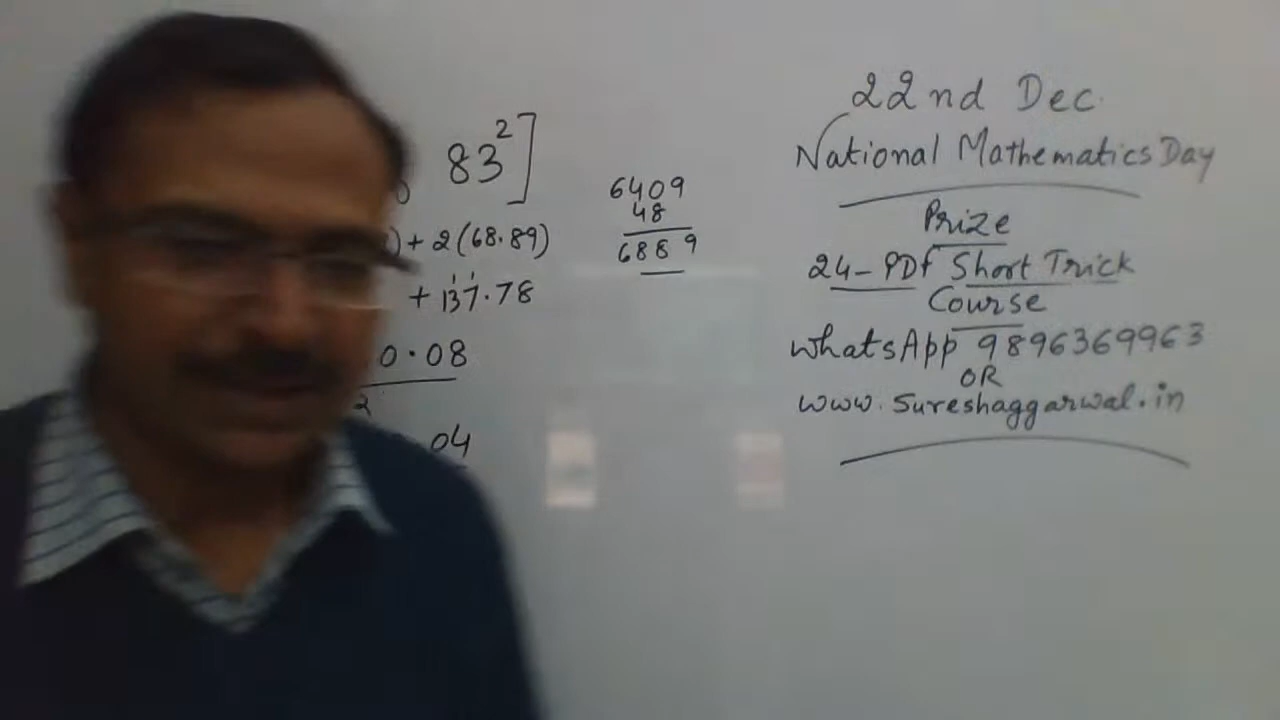 83²]
)+2(68.89)
+ 137.78
0.08
2
04
6409
48
6889
22nd Dec.
National Mathematics Day
Prize
24-PDf Short Trick
Course
WhatsApp 9896369963
OR
www.sureshaggarwal.in